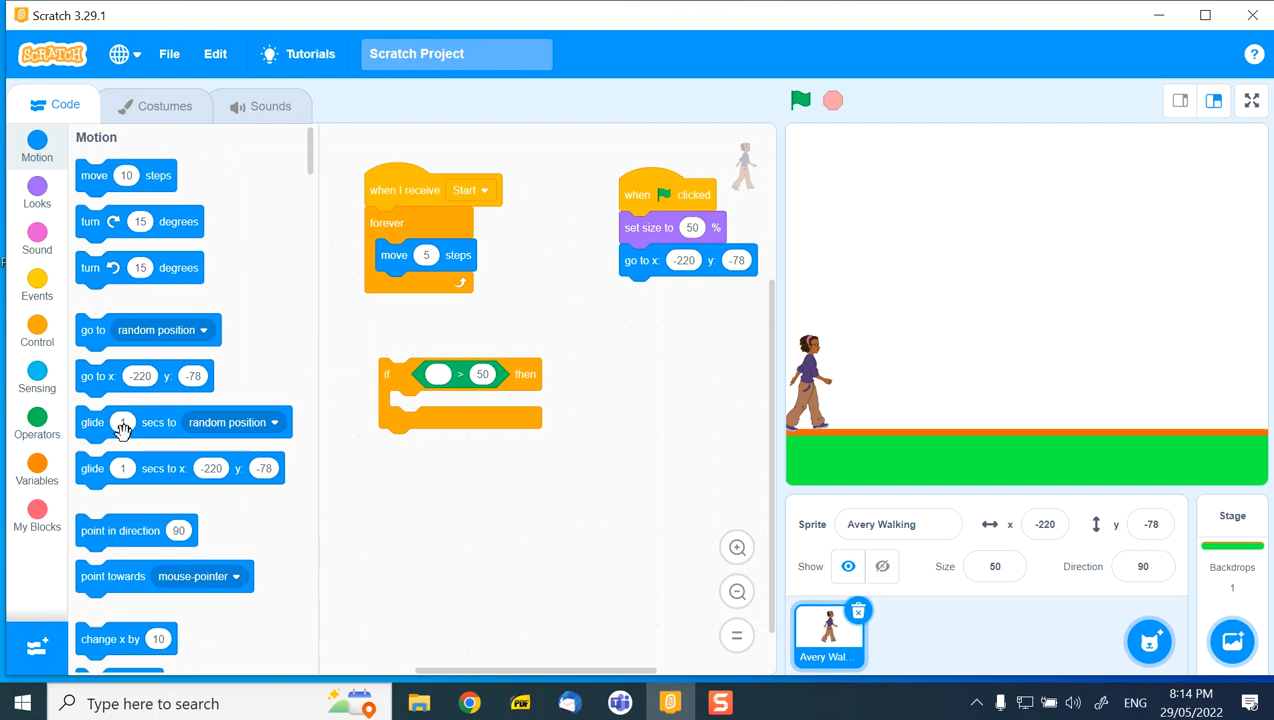 Scratch 3.29.1
SCRATCH File Edit Tutorials Scratch Project ?
Code Costumes Sounds
Motion
Looks
Sound
Events
Control
Sensing
Operators
Variables
My Blocks
Motion
move 10 steps
turn 15 degrees
turn 15 degrees
go to random position
go to x: -220 y: -78
glide 1 secs to random position
glide 1 secs to x: -220 y: -78
point in direction 90
point towards mouse-pointer
change x by 10
when I receive Start
forever
move 5 steps
if > 50 then
when clicked
set size to 50 %
go to x: -220 y: -78
Sprite Avery Walking x -220 y -78
Show Size 50 Direction 90
Avery Wal...
Stage
Backdrops
1
Type here to search
PDF
S
ENG
8:14 PM
29/05/2022